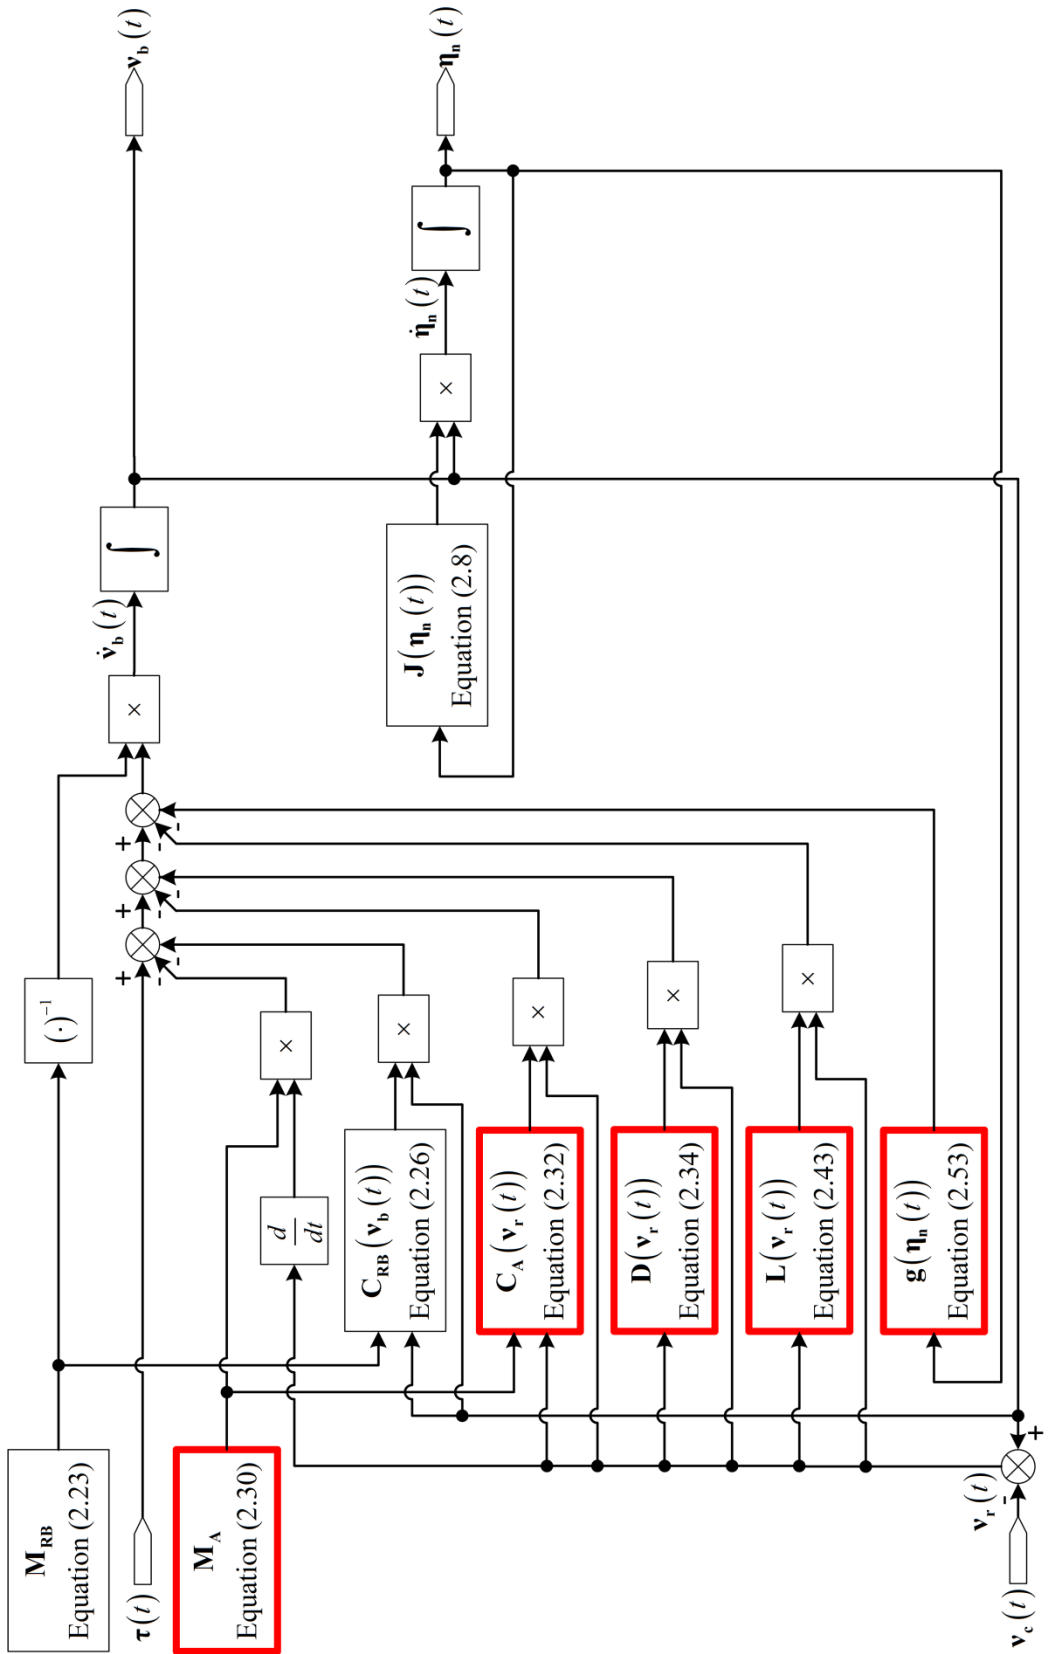 M_RB
Equation (2.23)
τ(t)
M_A
Equation (2.30)
(·)⁻¹
+
-
-
+
-
-
+
-
-
×
ν̇_b(t)
∫
ν_b(t)
×
d/dt
C_RB(ν_b(t))
Equation (2.26)
×
C_A(ν_r(t))
Equation (2.32)
×
D(ν_r(t))
Equation (2.34)
×
L(ν_r(t))
Equation (2.43)
×
g(η_n(t))
Equation (2.53)
J(η_n(t))
Equation (2.8)
×
η̇_n(t)
∫
η_n(t)
ν_r(t)
-
+
ν_c(t)